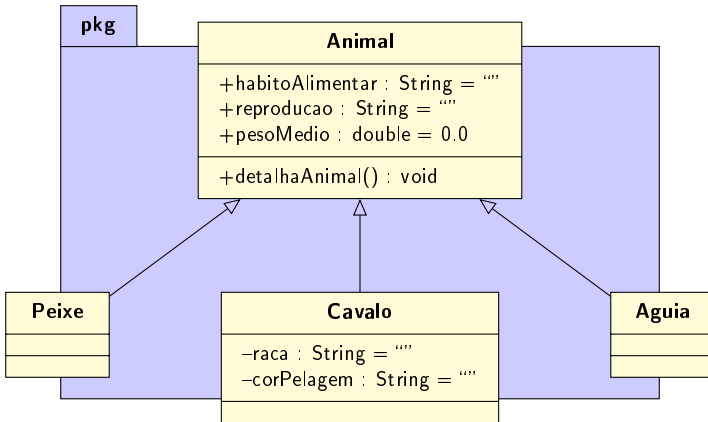 pkg
Animal
+habitoAlimentar : String = “”
+reproducao : String = “”
+pesoMedio : double = 0.0
+detalhaAnimal() : void
Peixe
Cavalo
–raca : String = “”
–corPelagem : String = “”
Aguia